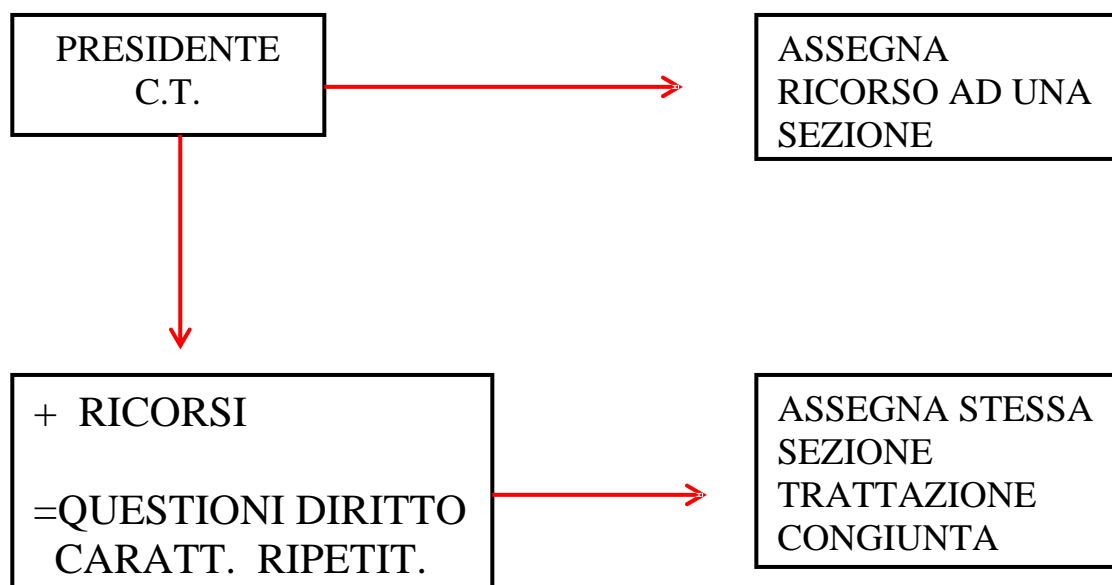 PRESIDENTE
C.T.
ASSEGNA
RICORSO AD UNA
SEZIONE
+ RICORSI
=QUESTIONI DIRITTO
CARATT. RIPETIT.
ASSEGNA STESSA
SEZIONE
TRATTAZIONE
CONGIUNTA